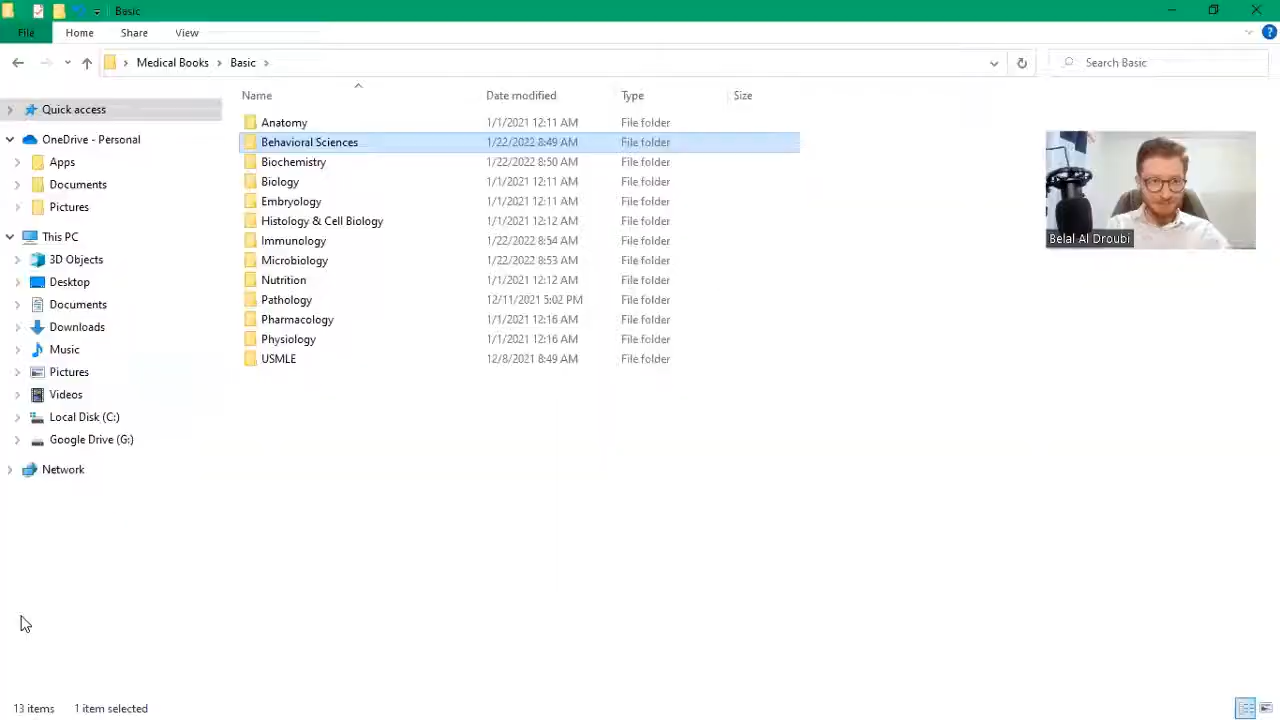 Basic
File Home Share View
Medical Books Basic
Search Basic
Name Date modified Type Size
Quick access
OneDrive - Personal
Apps
Documents
Pictures
This PC
3D Objects
Desktop
Documents
Downloads
Music
Pictures
Videos
Local Disk (C:)
Google Drive (G:)
Network
Anatomy 1/1/2021 12:11 AM File folder
Behavioral Sciences 1/22/2022 8:49 AM File folder
Biochemistry 1/22/2022 8:50 AM File folder
Biology 1/1/2021 12:11 AM File folder
Embryology 1/1/2021 12:11 AM File folder
Histology & Cell Biology 1/1/2021 12:12 AM File folder
Immunology 1/22/2022 8:54 AM File folder
Microbiology 1/22/2022 8:53 AM File folder
Nutrition 1/1/2021 12:12 AM File folder
Pathology 12/11/2021 5:02 PM File folder
Pharmacology 1/1/2021 12:16 AM File folder
Physiology 1/1/2021 12:16 AM File folder
USMLE 12/8/2021 8:49 AM File folder
Belal Al Droubi
13 items 1 item selected